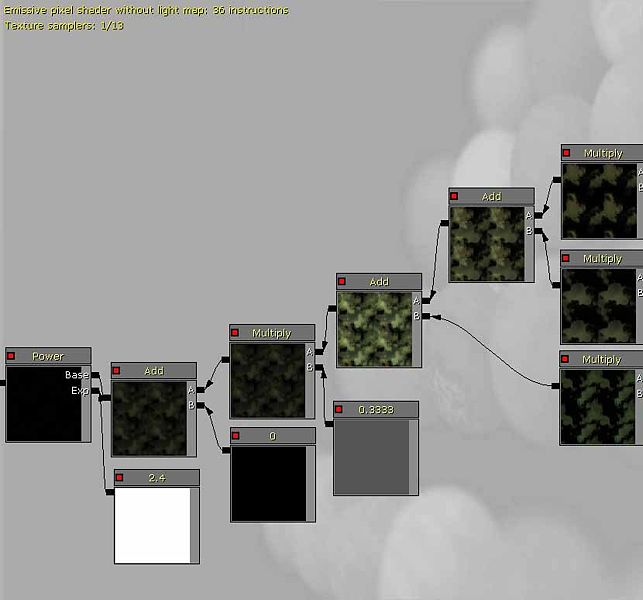 Emissive pixel shader without light map: 36 instructions
Texture samplers: 1/13
Multiply
A
B
Add
A
B
Multiply
A
B
Add
A
B
Multiply
A
B
Multiply
A
B
Power
Base
Exp
Add
A
B
0.3333
0
2.4